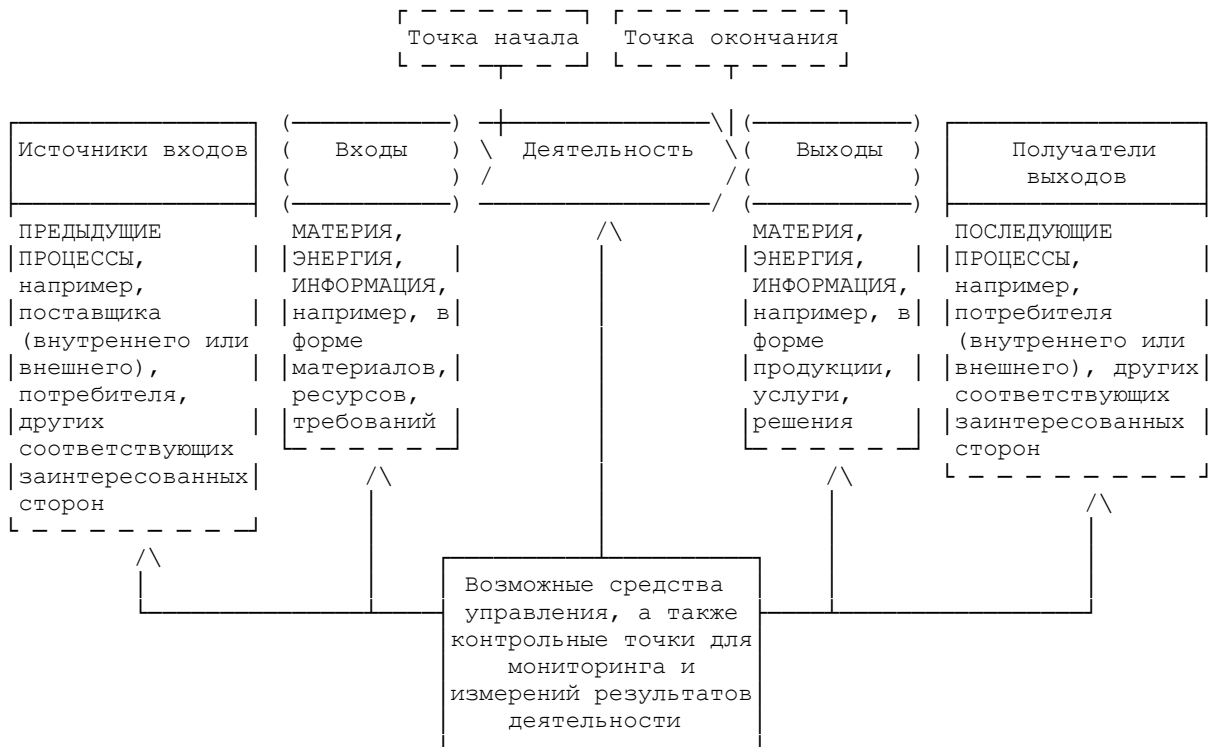 Точка начала
Точка окончания
Источники входов
Входы
Деятельность
Выходы
Получатели
выходов
ПРЕДЫДУЩИЕ
ПРОЦЕССЫ,
например,
поставщика
(внутреннего или
внешнего),
потребителя,
других
соответствующих
заинтересованных
сторон
МАТЕРИЯ,
ЭНЕРГИЯ,
ИНФОРМАЦИЯ,
например, в
форме
материалов,
ресурсов,
требований
МАТЕРИЯ,
ЭНЕРГИЯ,
ИНФОРМАЦИЯ,
например, в
форме
продукции,
услуги,
решения
ПОСЛЕДУЮЩИЕ
ПРОЦЕССЫ,
например,
потребителя
(внутреннего или
внешнего), других
соответствующих
заинтересованных
сторон
Возможные средства
управления, а также
контрольные точки для
мониторинга и
измерений результатов
деятельности